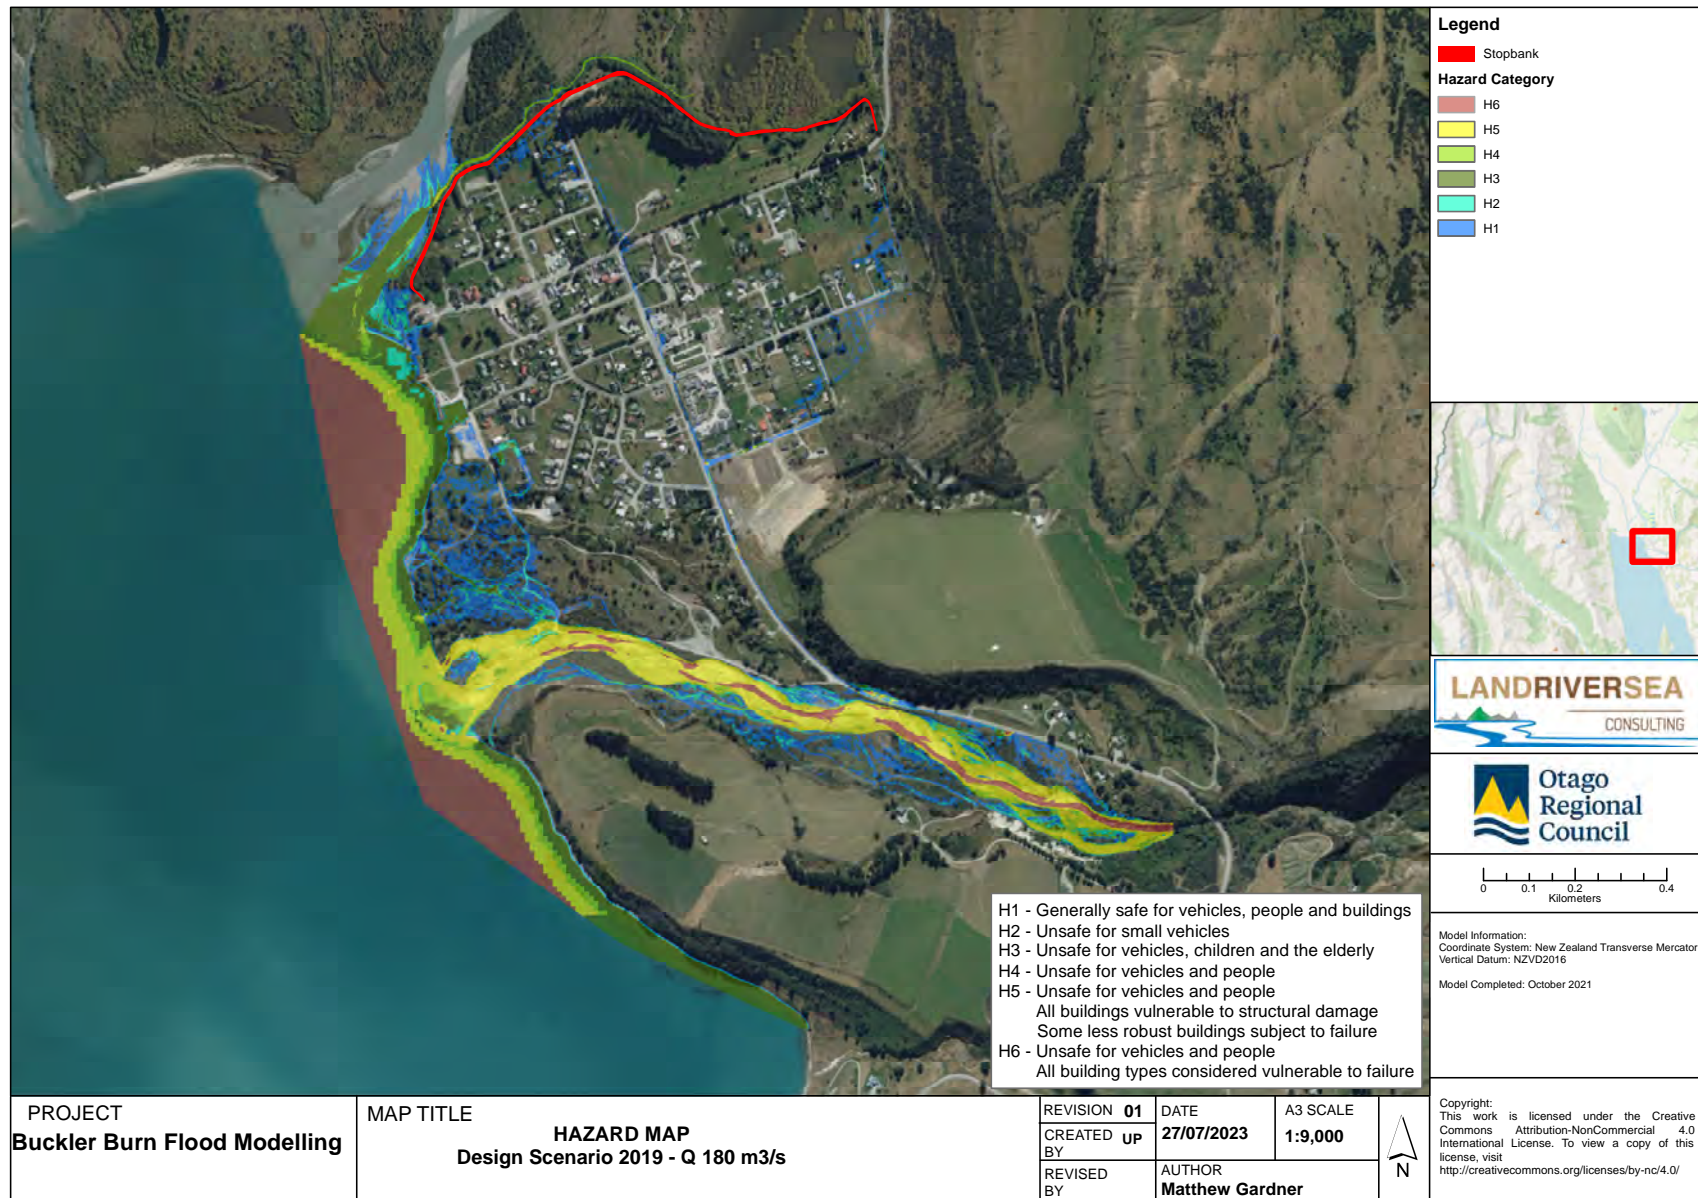 Legend
Stopbank
Hazard Category
H6
H5
H4
H3
H2
H1
LANDRIVERSEA
CONSULTING
Otago
Regional
Council
0 0.1 0.2 0.4
Kilometers
Model Information:
Coordinate System: New Zealand Transverse Mercator
Vertical Datum: NZVD2016
Model Completed: October 2021
H1 - Generally safe for vehicles, people and buildings
H2 - Unsafe for small vehicles
H3 - Unsafe for vehicles, children and the elderly
H4 - Unsafe for vehicles and people
H5 - Unsafe for vehicles and people
All buildings vulnerable to structural damage
Some less robust buildings subject to failure
H6 - Unsafe for vehicles and people
All building types considered vulnerable to failure
PROJECT
Buckler Burn Flood Modelling
MAP TITLE
HAZARD MAP
Design Scenario 2019 - Q 180 m3/s
REVISION 01
CREATED BY UP
REVISED BY
DATE
27/07/2023
A3 SCALE
1:9,000
AUTHOR
Matthew Gardner
N
Copyright:
This work is licensed under the Creative
Commons Attribution-NonCommercial 4.0
International License. To view a copy of this
license, visit
http://creativecommons.org/licenses/by-nc/4.0/